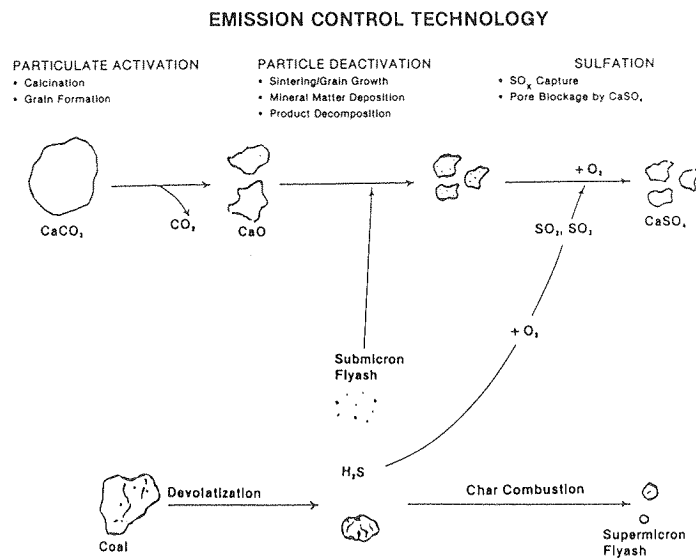 EMISSION CONTROL TECHNOLOGY
PARTICULATE ACTIVATION
• Calcination
• Grain Formation
PARTICLE DEACTIVATION
• Sintering/Grain Growth
• Mineral Matter Deposition
• Product Decomposition
SULFATION
• SOₓ Capture
• Pore Blockage by CaSO₄
+ O₂
CaCO₃
CO₂
CaO
SO₂, SO₃
CaSO₄
+ O₂
Submicron
Flyash
H₂S
Devolatization
Char Combustion
Coal
Supermicron
Flyash